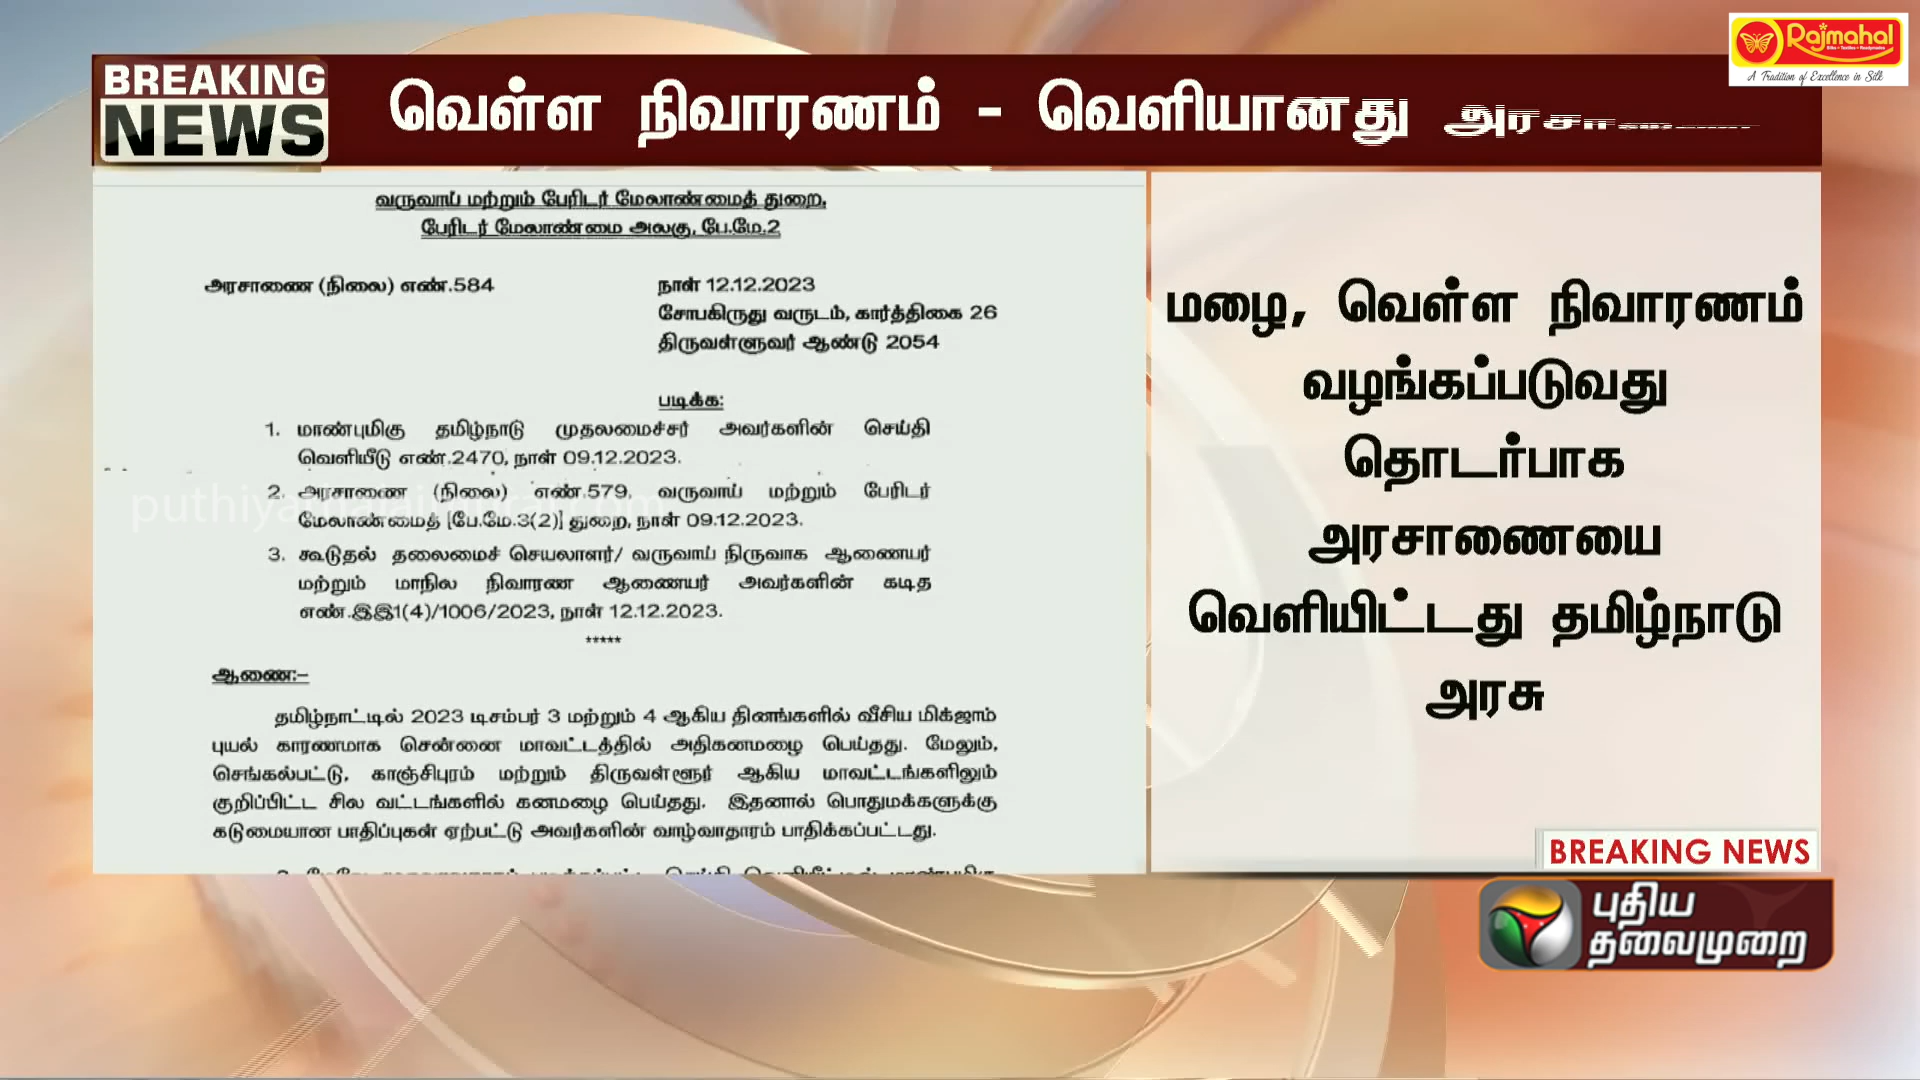 Rajmahal
A Tradition of Excellence in Silk
BREAKING
NEWS
வெள்ள நிவாரணம் - வெளியானது
வருவாய் மற்றும் பேரிடர் மேலாண்மைத் துறை,
பேரிடர் மேலாண்மை அலகு, பே.மே.2
அரசாணை (நிலை) எண்.584
நாள் 12.12.2023
சோபகிருது வருடம், கார்த்திகை 26
திருவள்ளுவர் ஆண்டு 2054
படிக்க:
1. மாண்புமிகு தமிழ்நாடு முதலமைச்சர் அவர்களின் செய்தி
வெளியீடு எண்.2470, நாள் 09.12.2023.
2. அரசாணை (நிலை) எண்.579, வருவாய் மற்றும் பேரிடர்
மேலாண்மைத் [பே.மே.3(2)] துறை, நாள் 09.12.2023.
3. கூடுதல் தலைமைச் செயலாளர்/ வருவாய் நிருவாக ஆணையர்
மற்றும் மாநில நிவாரண ஆணையர் அவர்களின் கடித
எண்.இஇ1(4)/1006/2023, நாள் 12.12.2023.
*****
ஆணை:–
தமிழ்நாட்டில் 2023 டிசம்பர் 3 மற்றும் 4 ஆகிய தினங்களில் வீசிய மிக்ஜாம்
புயல் காரணமாக சென்னை மாவட்டத்தில் அதிகனமழை பெய்தது. மேலும்,
செங்கல்பட்டு, காஞ்சிபுரம் மற்றும் திருவள்ளூர் ஆகிய மாவட்டங்களிலும்
குறிப்பிட்ட சில வட்டங்களில் கனமழை பெய்தது. இதனால் பொதுமக்களுக்கு
கடுமையான பாதிப்புகள் ஏற்பட்டு அவர்களின் வாழ்வாதாரம் பாதிக்கப்பட்டது.
மழை, வெள்ள நிவாரணம்
வழங்கப்படுவது
தொடர்பாக
அரசாணையை
வெளியிட்டது தமிழ்நாடு
அரசு
BREAKING NEWS
புதிய
தலைமுறை